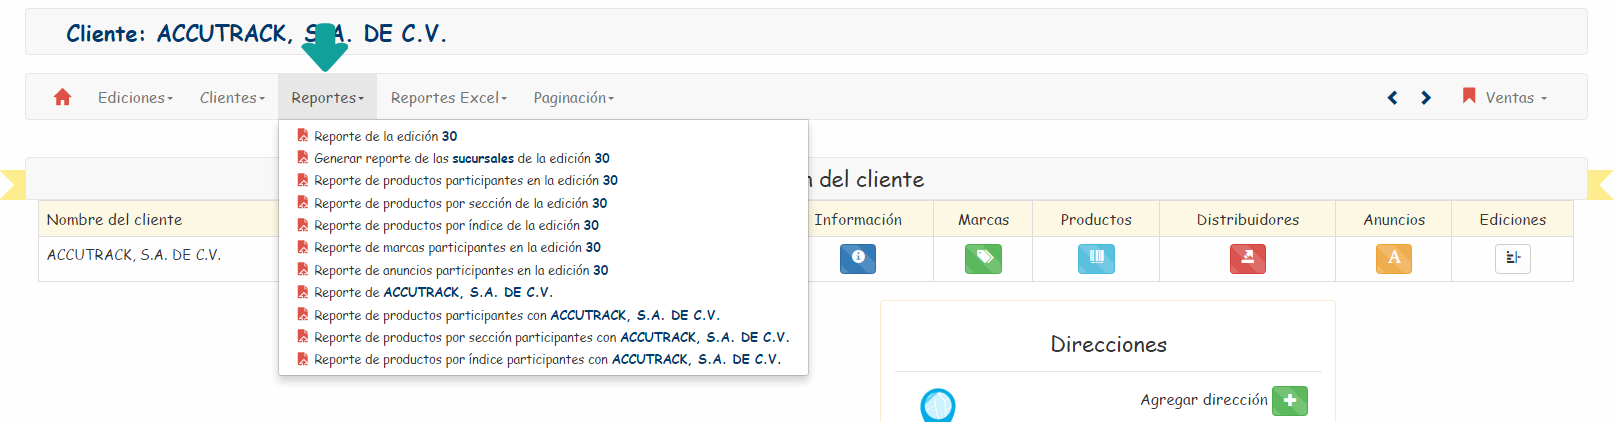 Cliente: ACCUTRACK, S.A. DE C.V.
Ediciones Clientes Reportes Reportes Excel Paginación Ventas
Reporte de la edición 30
Generar reporte de las sucursales de la edición 30
Reporte de productos participantes en la edición 30
Reporte de productos por sección de la edición 30
Reporte de productos por índice de la edición 30
Reporte de marcas participantes en la edición 30
Reporte de anuncios participantes en la edición 30
Reporte de ACCUTRACK, S.A. DE C.V.
Reporte de productos participantes con ACCUTRACK, S.A. DE C.V.
Reporte de productos por sección participantes con ACCUTRACK, S.A. DE C.V.
Reporte de productos por índice participantes con ACCUTRACK, S.A. DE C.V.
del cliente
Nombre del cliente Información Marcas Productos Distribuidores Anuncios Ediciones
ACCUTRACK, S.A. DE C.V.
Direcciones
Agregar dirección